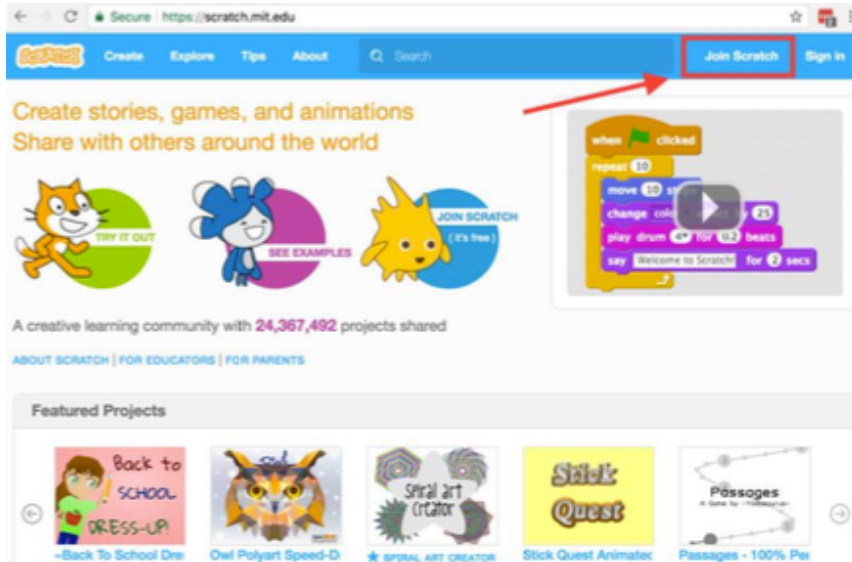 Secure https://scratch.mit.edu
SCRATCH Create Explore Tips About Search Join Scratch Sign in
Create stories, games, and animations
Share with others around the world
TRY IT OUT
SEE EXAMPLES
JOIN SCRATCH
(it's free)
when clicked
repeat 10
move 10
change by 25
play drum for 0.2 beats
say Welcome to Scratch! for 2 secs
A creative learning community with 24,367,492 projects shared
ABOUT SCRATCH | FOR EDUCATORS | FOR PARENTS
Featured Projects
Back to
SCHOOL
DRESS-UP!
owl
Spiral art
Creator
Stick
Quest
Passages
~Back To School Dre
Owl Polyart Speed-D
★ SPIRAL ART CREATOR
Stick Quest Animated
Passages - 100% Pe